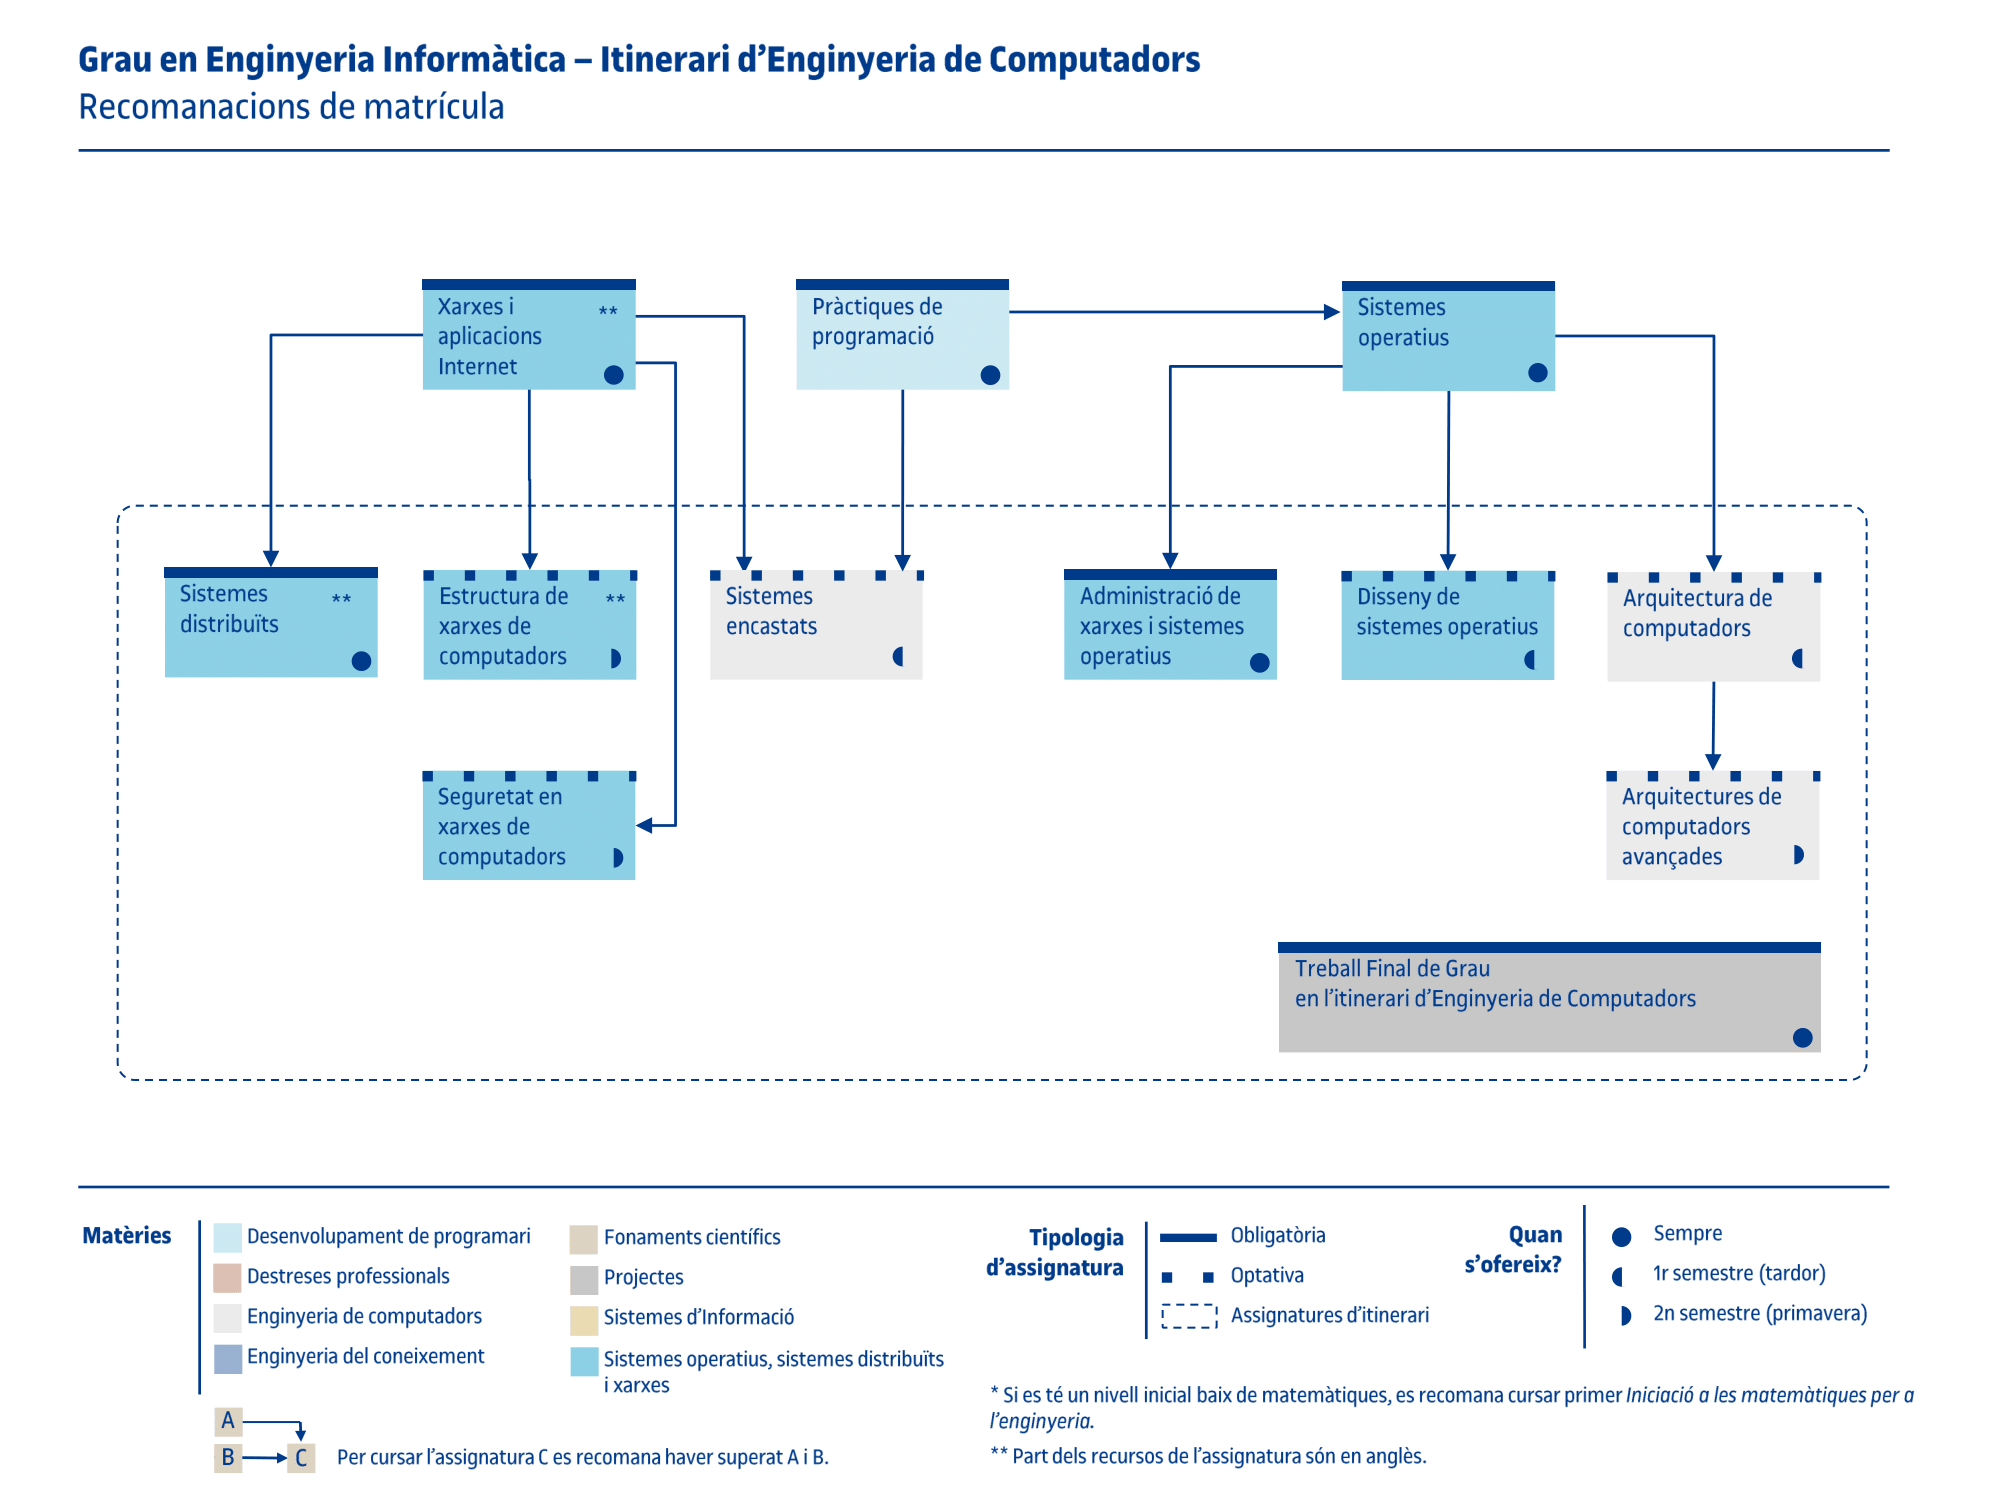 Grau en Enginyeria Informàtica – Itinerari d’Enginyeria de Computadors
Recomanacions de matrícula
Xarxes i **
aplicacions
Internet
Pràctiques de
programació
Sistemes
operatius
Sistemes **
distribuïts
Estructura de **
xarxes de
computadors
Sistemes
encastats
Administració de
xarxes i sistemes
operatius
Disseny de
sistemes operatius
Arquitectura de
computadors
Seguretat en
xarxes de
computadors
Arquitectures de
computadors
avançades
Treball Final de Grau
en l’itinerari d’Enginyeria de Computadors
Matèries
Desenvolupament de programari
Destreses professionals
Enginyeria de computadors
Enginyeria del coneixement
Fonaments científics
Projectes
Sistemes d’Informació
Sistemes operatius, sistemes distribuïts
i xarxes
A
B
C
Per cursar l’assignatura C es recomana haver superat A i B.
Tipologia
d’assignatura
Obligatòria
Optativa
Assignatures d’itinerari
Quan
s’ofereix?
Sempre
1r semestre (tardor)
2n semestre (primavera)
* Si es té un nivell inicial baix de matemàtiques, es recomana cursar primer Iniciació a les matemàtiques per a
l’enginyeria.
** Part dels recursos de l’assignatura són en anglès.